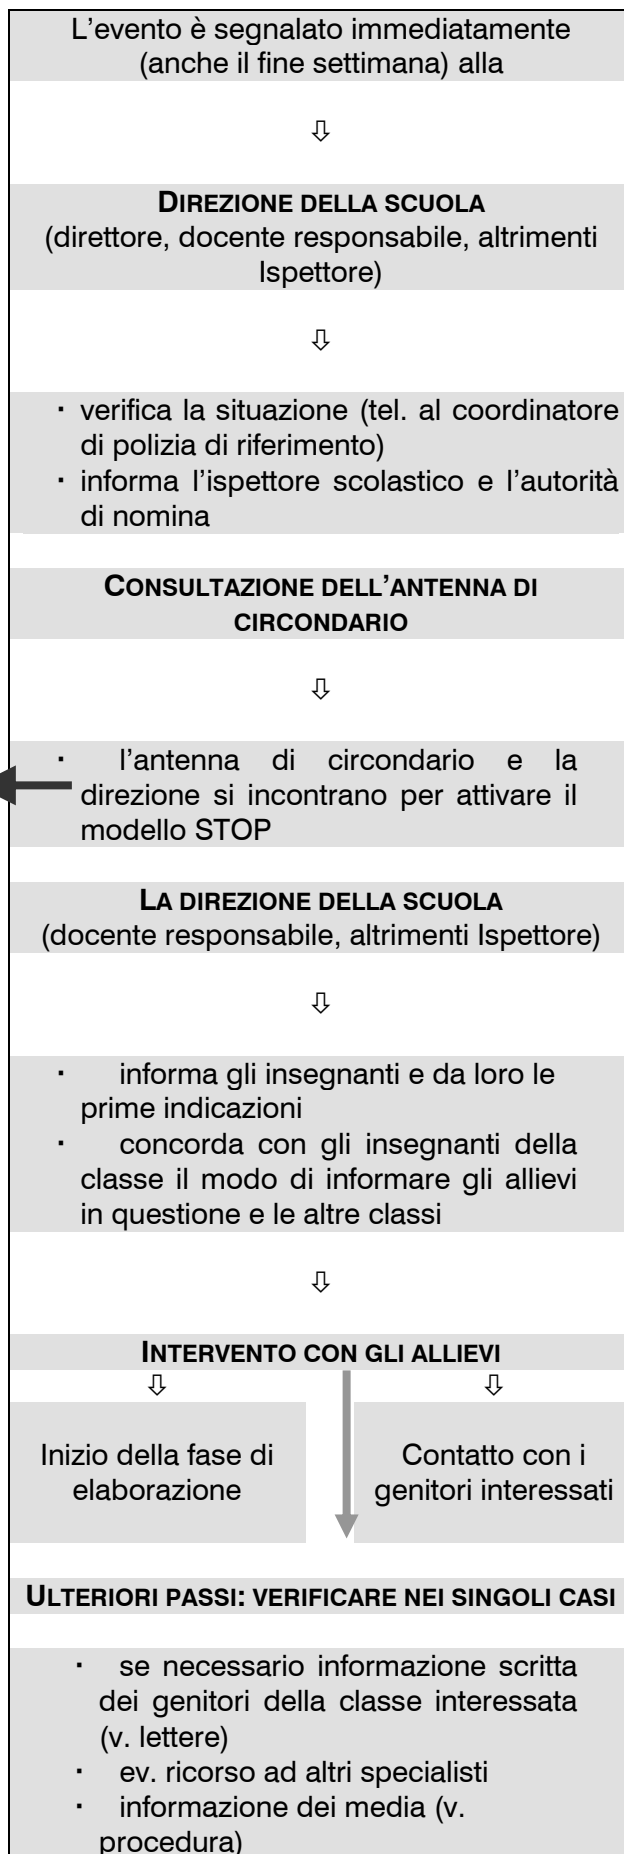 L’evento è segnalato immediatamente
(anche il fine settimana) alla
⇩
DIREZIONE DELLA SCUOLA
(direttore, docente responsabile, altrimenti
Ispettore)
⇩
· verifica la situazione (tel. al coordinatore
di polizia di riferimento)
· informa l’ispettore scolastico e l’autorità
di nomina
CONSULTAZIONE DELL’ANTENNA DI
CIRCONDARIO
⇩
· l’antenna di circondario e la
direzione si incontrano per attivare il
modello STOP
LA DIREZIONE DELLA SCUOLA
(docente responsabile, altrimenti Ispettore)
⇩
· informa gli insegnanti e da loro le
prime indicazioni
· concorda con gli insegnanti della
classe il modo di informare gli allievi
in questione e le altre classi
⇩
INTERVENTO CON GLI ALLIEVI
⇩ ⇩
Inizio della fase di
elaborazione
Contatto con i
genitori interessati
ULTERIORI PASSI: VERIFICARE NEI SINGOLI CASI
· se necessario informazione scritta
dei genitori della classe interessata
(v. lettere)
· ev. ricorso ad altri specialisti
· informazione dei media (v.
procedura)